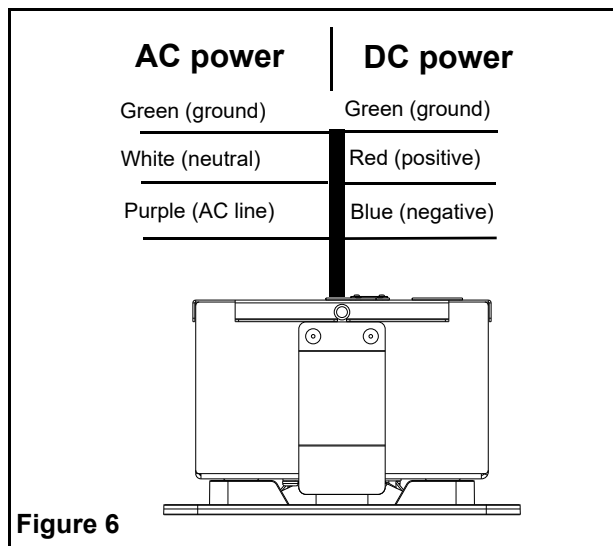 AC power
DC power
Green (ground)
Green (ground)
White (neutral)
Red (positive)
Purple (AC line)
Blue (negative)
Figure 6